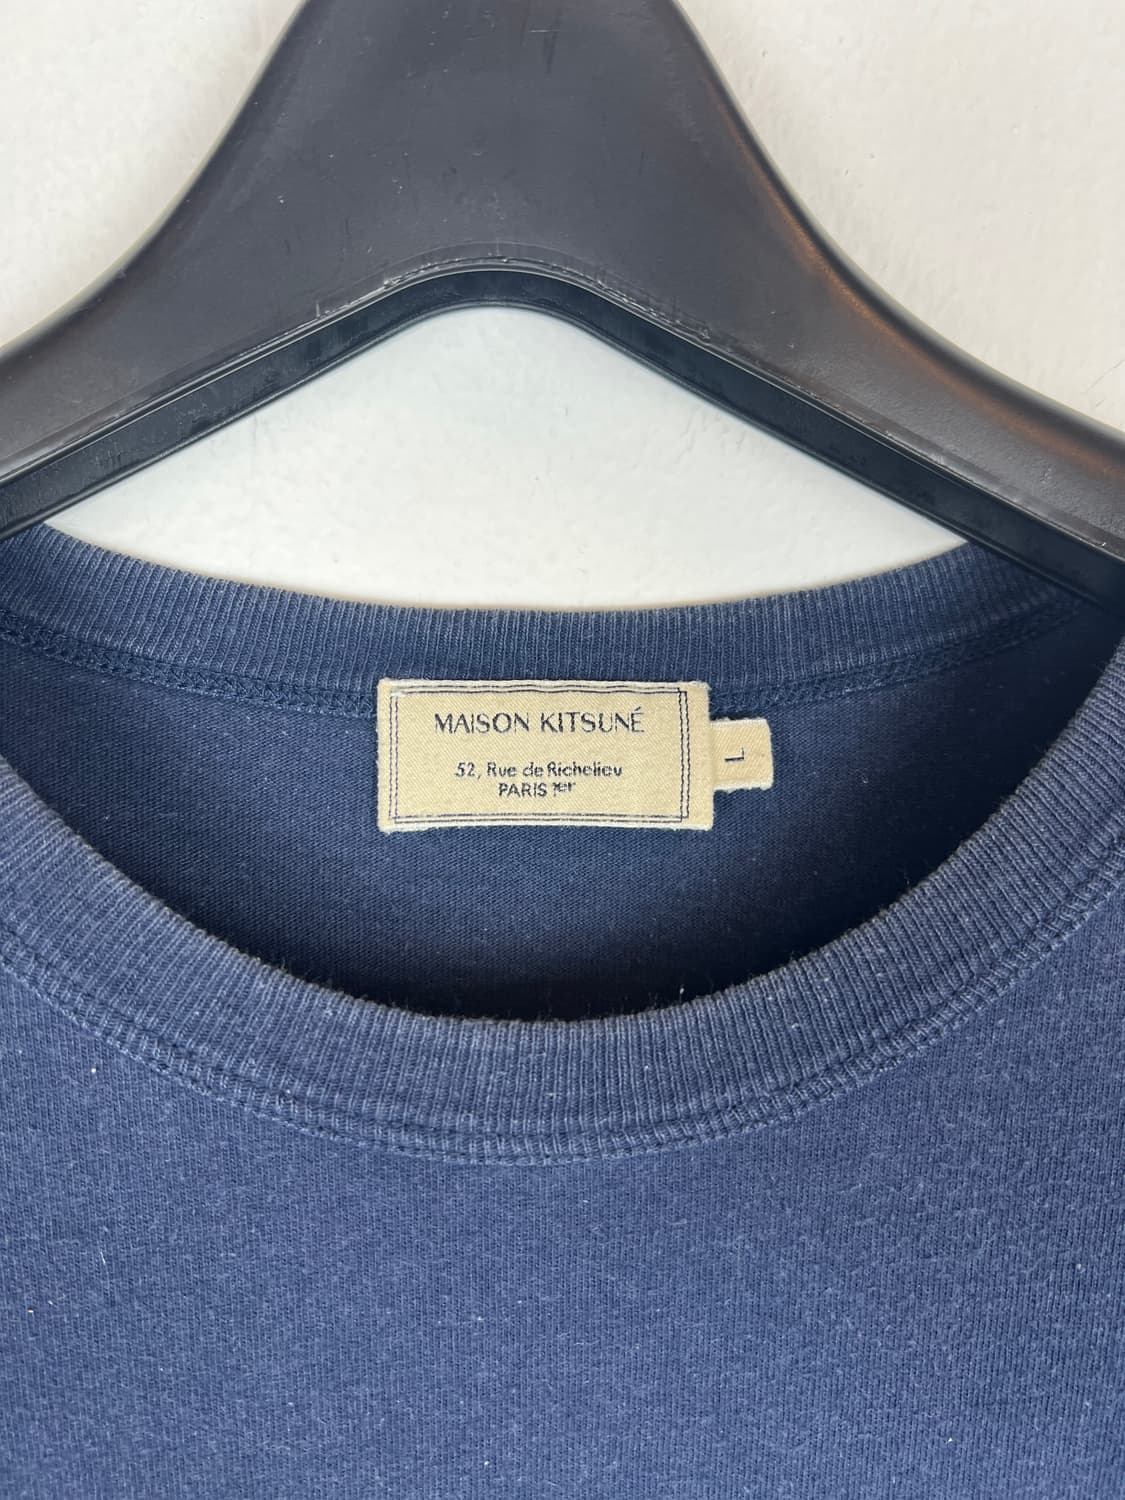 MAISON KITSUNÉ
52, Rue de Richelieu
PARIS 1er
L